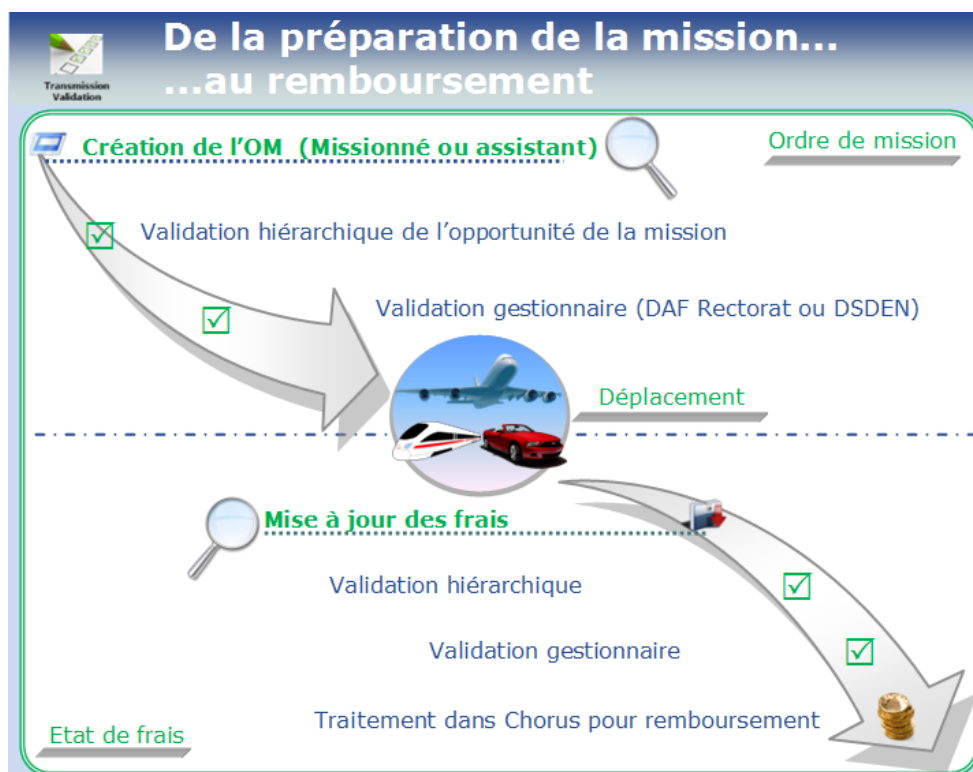 De la préparation de la mission...
...au remboursement
Transmission
Validation
Création de l'OM (Missionné ou assistant)
Ordre de mission
Validation hiérarchique de l'opportunité de la mission
Validation gestionnaire (DAF Rectorat ou DSDEN)
Déplacement
Mise à jour des frais
Validation hiérarchique
Validation gestionnaire
Traitement dans Chorus pour remboursement
Etat de frais